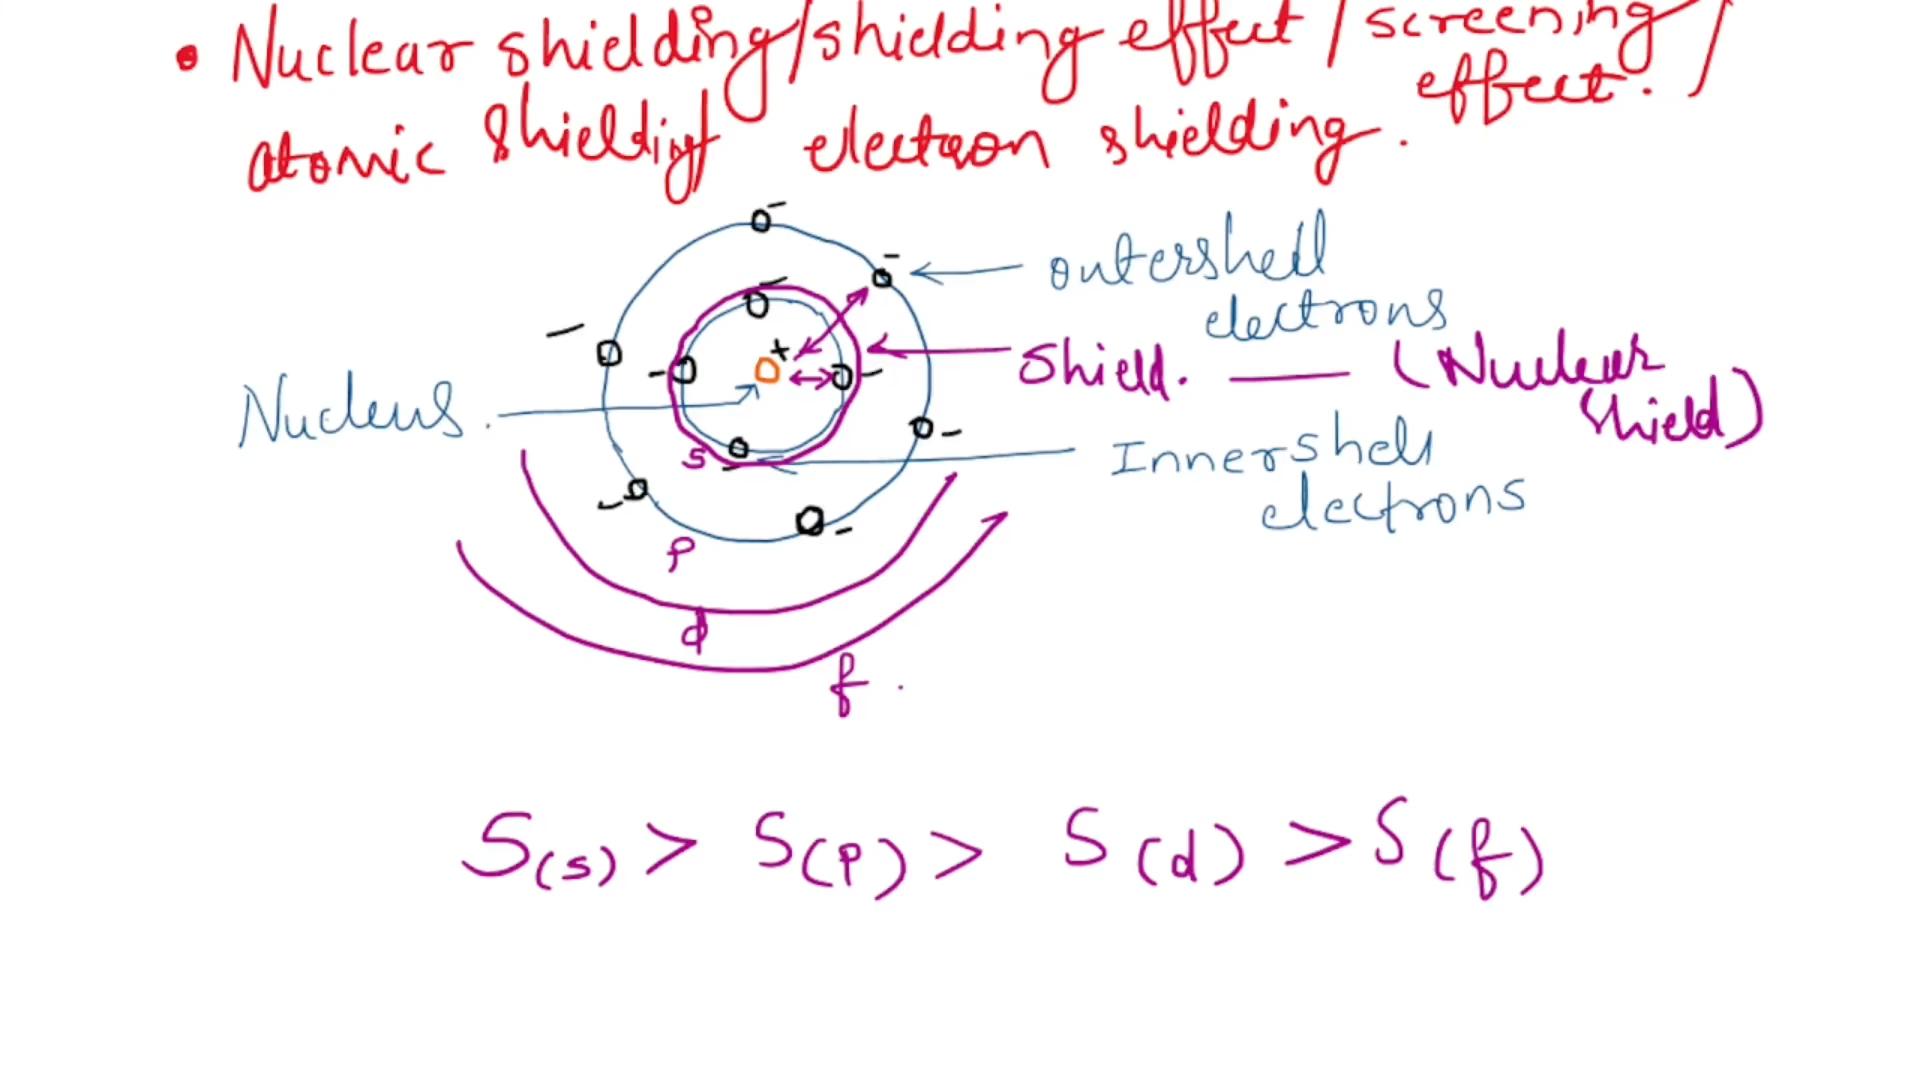 • Nuclear shielding/shielding effect / screening effect. /
atomic shielding electron shielding.
outershell
electrons
Shield. — (Nuclear
shield)
Nucleus.
Innershell
electrons
s
p
d
f .
S(s) > S(p) > S(d) > S(f)